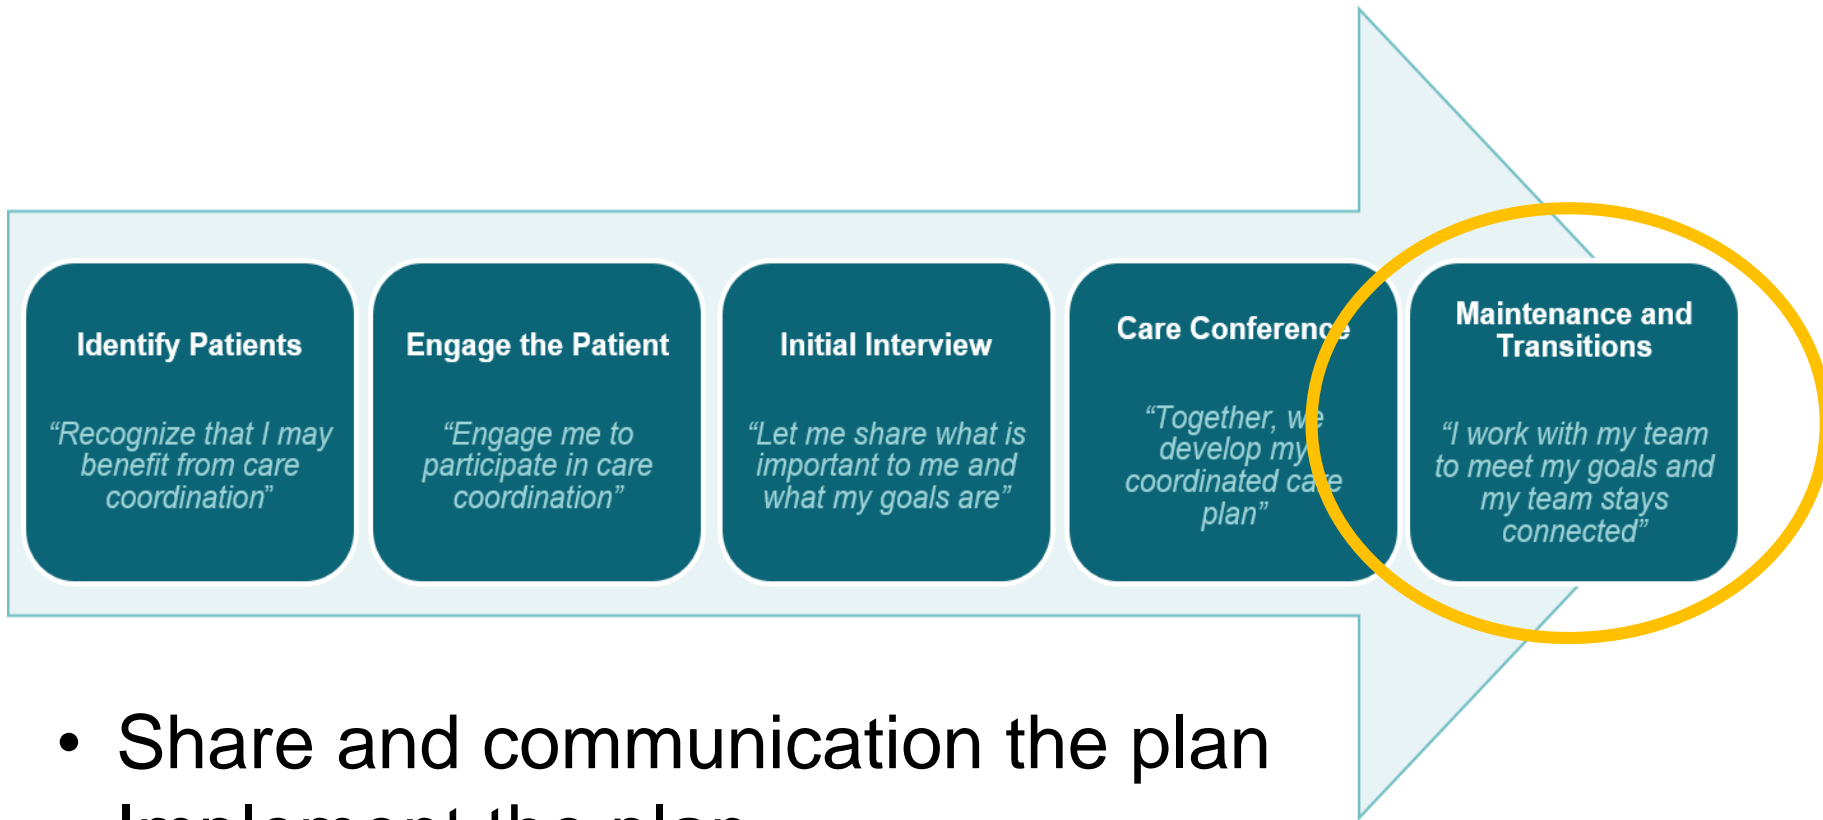 Identify Patients
“Recognize that I may
benefit from care
coordination”
Engage the Patient
“Engage me to
participate in care
coordination”
Initial Interview
“Let me share what is
important to me and
what my goals are”
Care Conference
“Together, we
develop my
coordinated care
plan”
Maintenance and
Transitions
“I work with my team
to meet my goals and
my team stays
connected”
• Share and communication the plan
Implement the plan